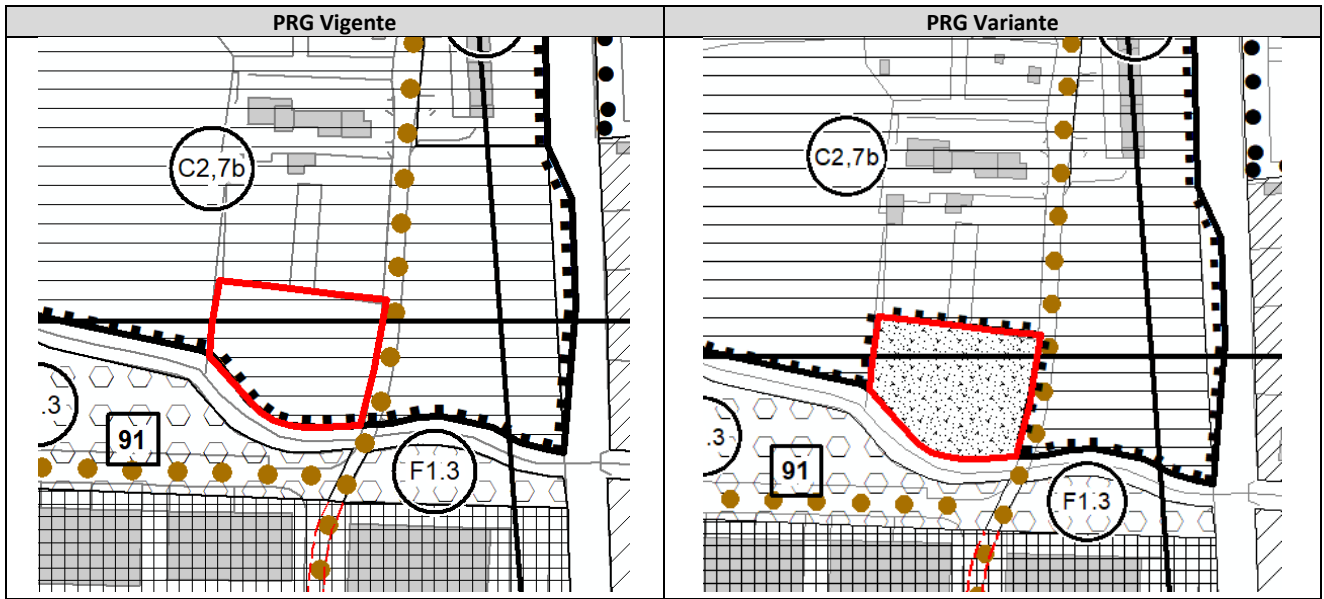 PRG Vigente
PRG Variante
C2,7b
.3
91
F1.3
C2,7b
.3
91
F1.3